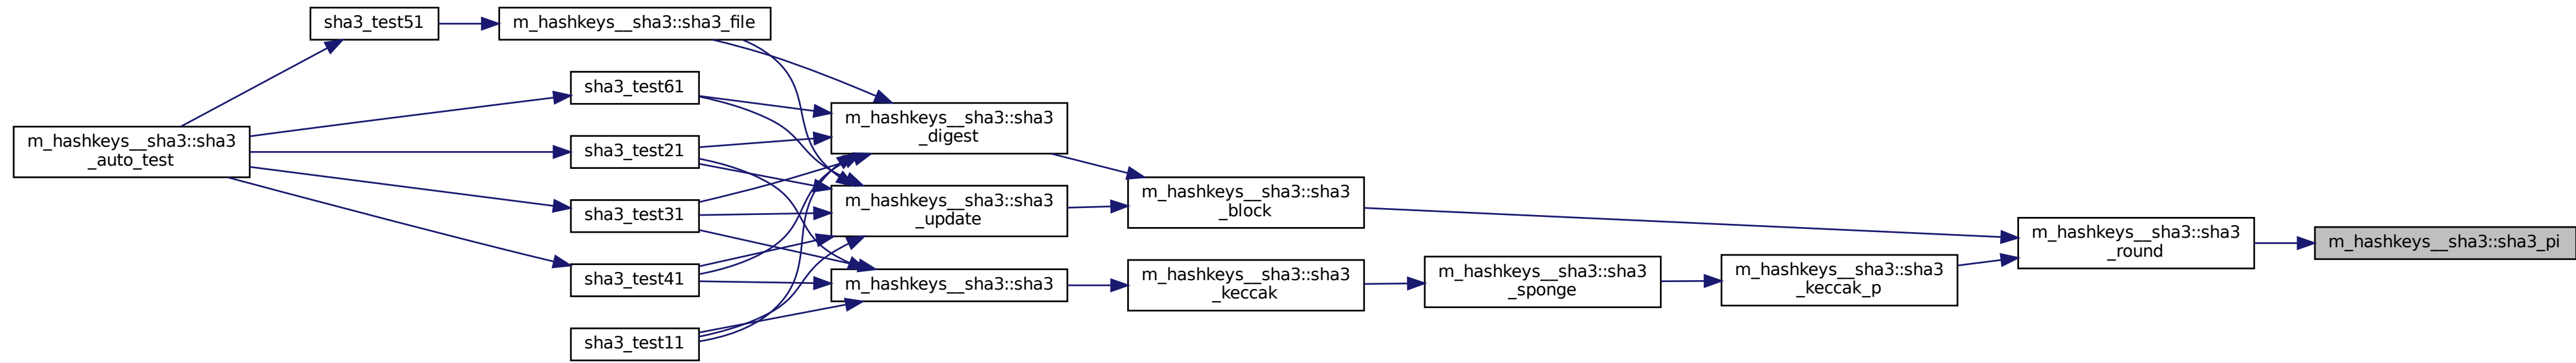 sha3_test51
m_hashkeys__sha3::sha3_file
sha3_test61
m_hashkeys__sha3::sha3
_digest
m_hashkeys__sha3::sha3
_auto_test
sha3_test21
m_hashkeys__sha3::sha3
_update
m_hashkeys__sha3::sha3
_block
sha3_test31
m_hashkeys__sha3::sha3
_round
m_hashkeys__sha3::sha3_pi
sha3_test41
m_hashkeys__sha3::sha3
m_hashkeys__sha3::sha3
_keccak
m_hashkeys__sha3::sha3
_sponge
m_hashkeys__sha3::sha3
_keccak_p
sha3_test11